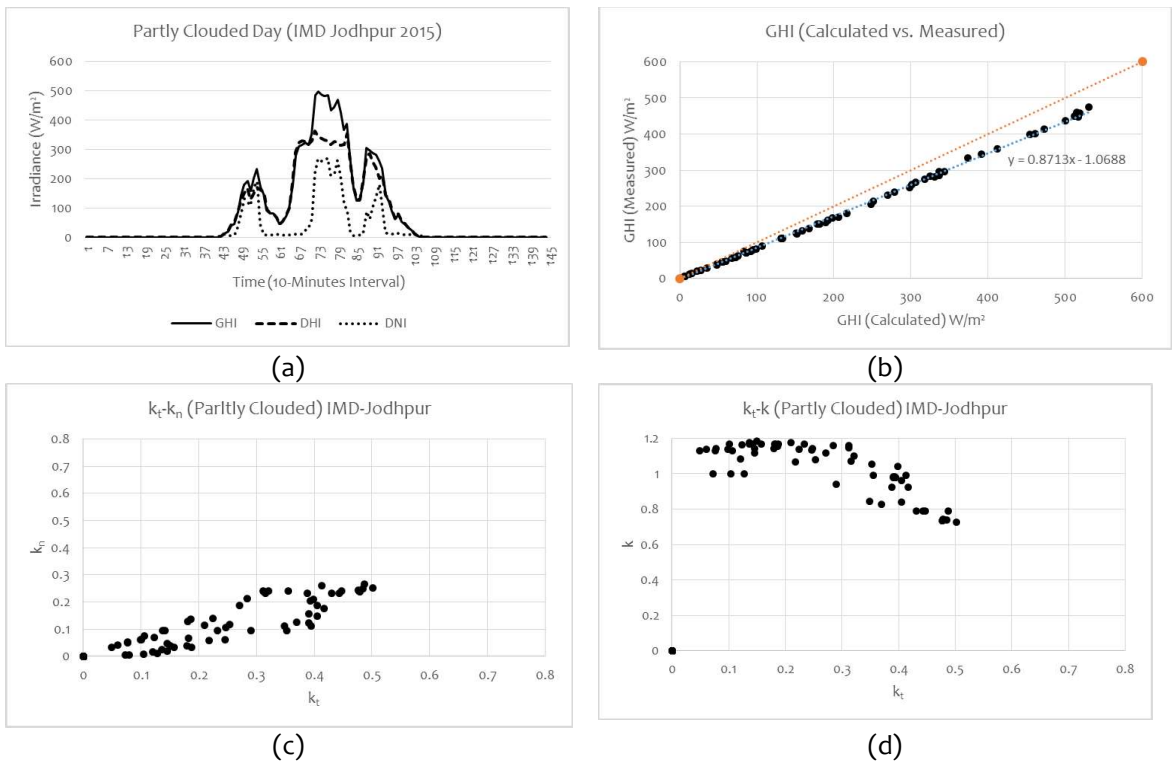 Partly Clouded Day (IMD Jodhpur 2015)
Irradiance (W/m²)
600
500
400
300
200
100
0
1 7 13 19 25 31 37 43 49 55 61 67 73 79 85 91 97 103 109 115 121 127 133 139 145
Time (10-Minutes Interval)
GHI DHI DNI
(a)
GHI (Calculated vs. Measured)
GHI (Measured) W/m²
600
500
400
300
200
100
0
y = 0.8713x - 1.0688
0 100 200 300 400 500 600
GHI (Calculated) W/m²
(b)
kt-kn (Parltly Clouded) IMD-Jodhpur
kn
0.8
0.7
0.6
0.5
0.4
0.3
0.2
0.1
0
0 0.1 0.2 0.3 0.4 0.5 0.6 0.7 0.8
kt
(c)
kt-k (Partly Clouded) IMD-Jodhpur
k
1.2
1
0.8
0.6
0.4
0.2
0
0 0.1 0.2 0.3 0.4 0.5 0.6 0.7 0.8
kt
(d)